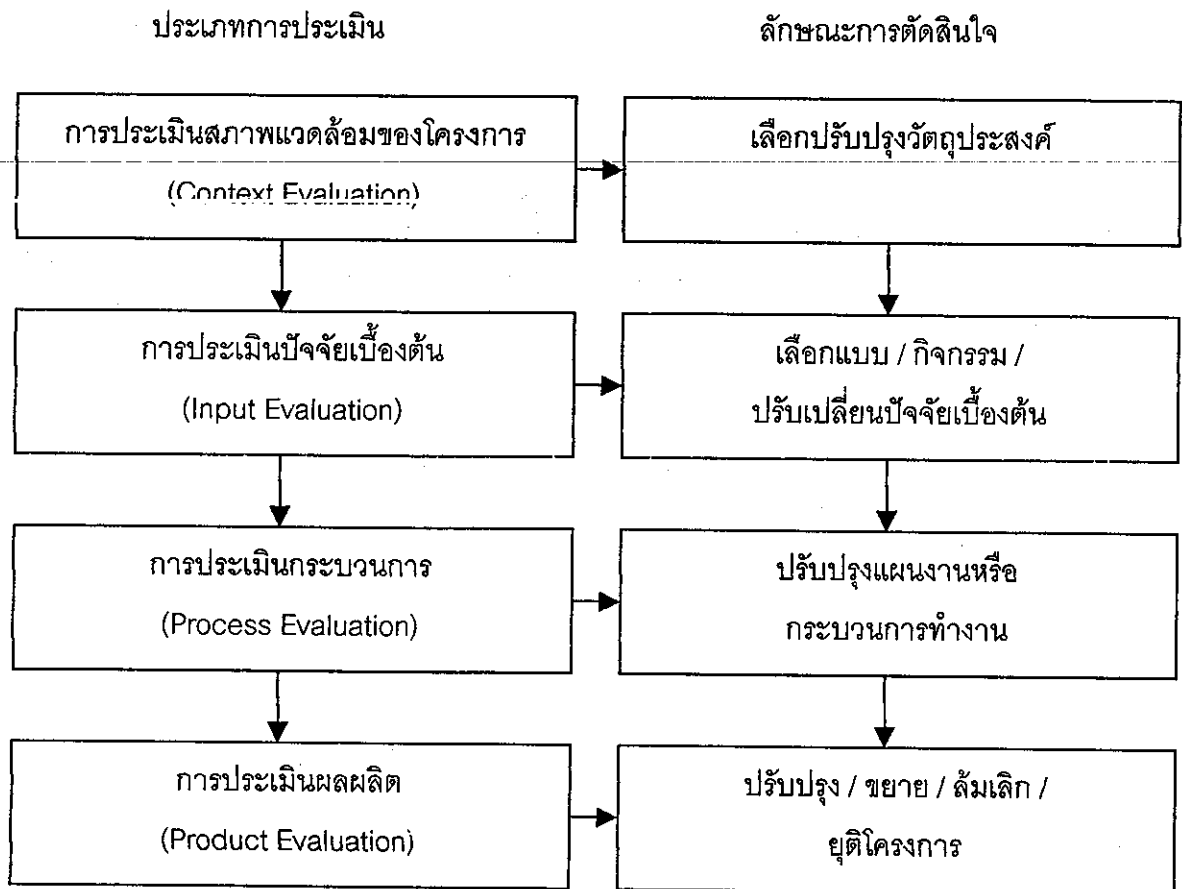 ประเภทการประเมิน
ลักษณะการตัดสินใจ
การประเมินสภาพแวดล้อมของโครงการ
(Context Evaluation)
เลือกปรับปรุงวัตถุประสงค์
การประเมินปัจจัยเบื้องต้น
(Input Evaluation)
เลือกแบบ / กิจกรรม /
ปรับเปลี่ยนปัจจัยเบื้องต้น
การประเมินกระบวนการ
(Process Evaluation)
ปรับปรุงแผนงานหรือ
กระบวนการทำงาน
การประเมินผลผลิต
(Product Evaluation)
ปรับปรุง / ขยาย / ล้มเลิก /
ยุติโครงการ